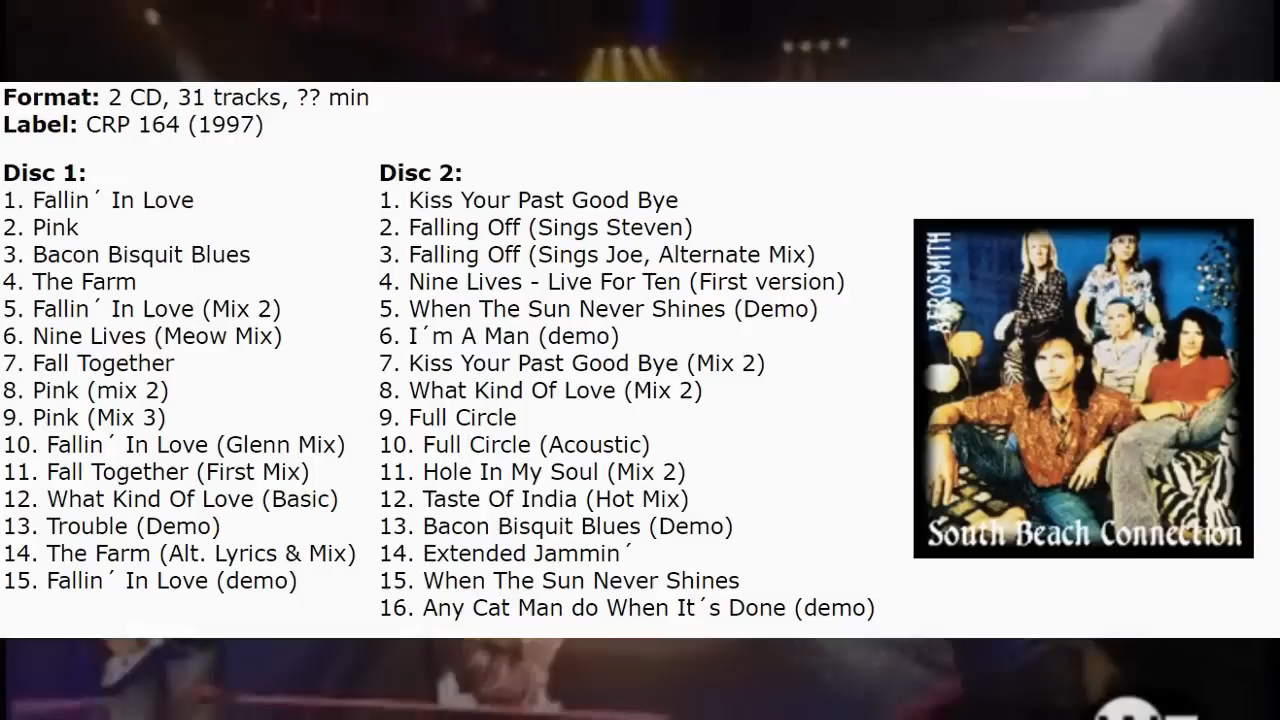 Format: 2 CD, 31 tracks, ?? min
Label: CRP 164 (1997)
Disc 1:
1. Fallin´ In Love
2. Pink
3. Bacon Bisquit Blues
4. The Farm
5. Fallin´ In Love (Mix 2)
6. Nine Lives (Meow Mix)
7. Fall Together
8. Pink (mix 2)
9. Pink (Mix 3)
10. Fallin´ In Love (Glenn Mix)
11. Fall Together (First Mix)
12. What Kind Of Love (Basic)
13. Trouble (Demo)
14. The Farm (Alt. Lyrics & Mix)
15. Fallin´ In Love (demo)
Disc 2:
1. Kiss Your Past Good Bye
2. Falling Off (Sings Steven)
3. Falling Off (Sings Joe, Alternate Mix)
4. Nine Lives - Live For Ten (First version)
5. When The Sun Never Shines (Demo)
6. I´m A Man (demo)
7. Kiss Your Past Good Bye (Mix 2)
8. What Kind Of Love (Mix 2)
9. Full Circle
10. Full Circle (Acoustic)
11. Hole In My Soul (Mix 2)
12. Taste Of India (Hot Mix)
13. Bacon Bisquit Blues (Demo)
14. Extended Jammin´
15. When The Sun Never Shines
16. Any Cat Man do When It´s Done (demo)
AEROSMITH
South Beach Connection